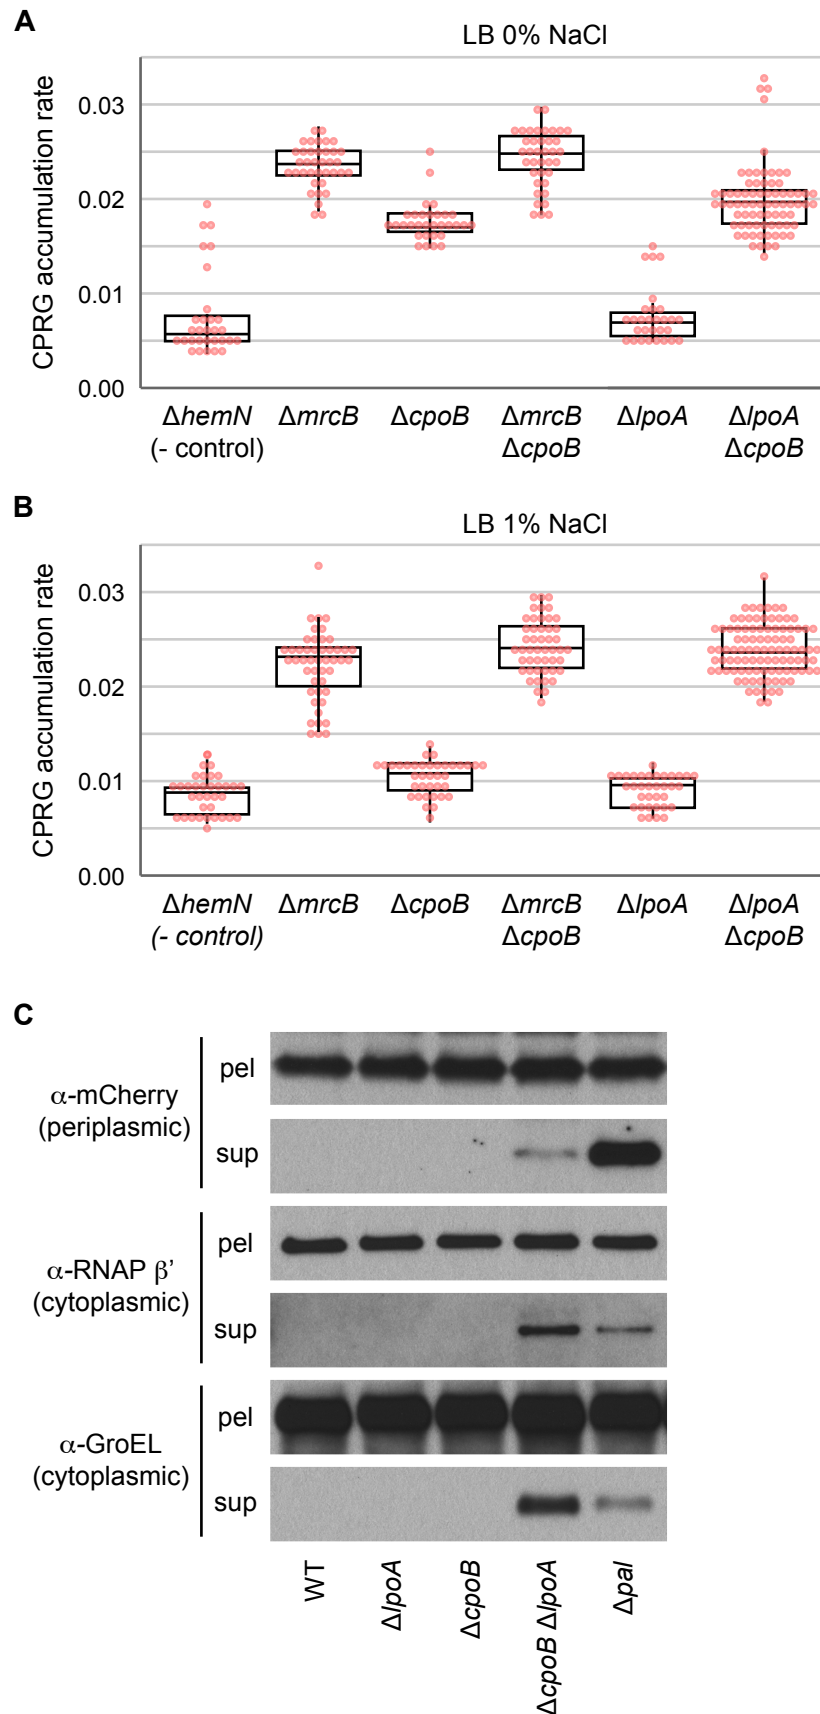 A
LB 0% NaCl
CPRG accumulation rate
0.03
0.02
0.01
0.00
ΔhemN
(- control)
ΔmrcB
ΔcpoB
ΔmrcB
ΔcpoB
ΔlpoA
ΔlpoA
ΔcpoB
B
LB 1% NaCl
CPRG accumulation rate
0.03
0.02
0.01
0.00
ΔhemN
(- control)
ΔmrcB
ΔcpoB
ΔmrcB
ΔcpoB
ΔlpoA
ΔlpoA
ΔcpoB
C
α-mCherry
(periplasmic)
pel
sup
α-RNAP β’
(cytoplasmic)
pel
sup
α-GroEL
(cytoplasmic)
pel
sup
WT
ΔlpoA
ΔcpoB
ΔcpoB ΔlpoA
Δpal